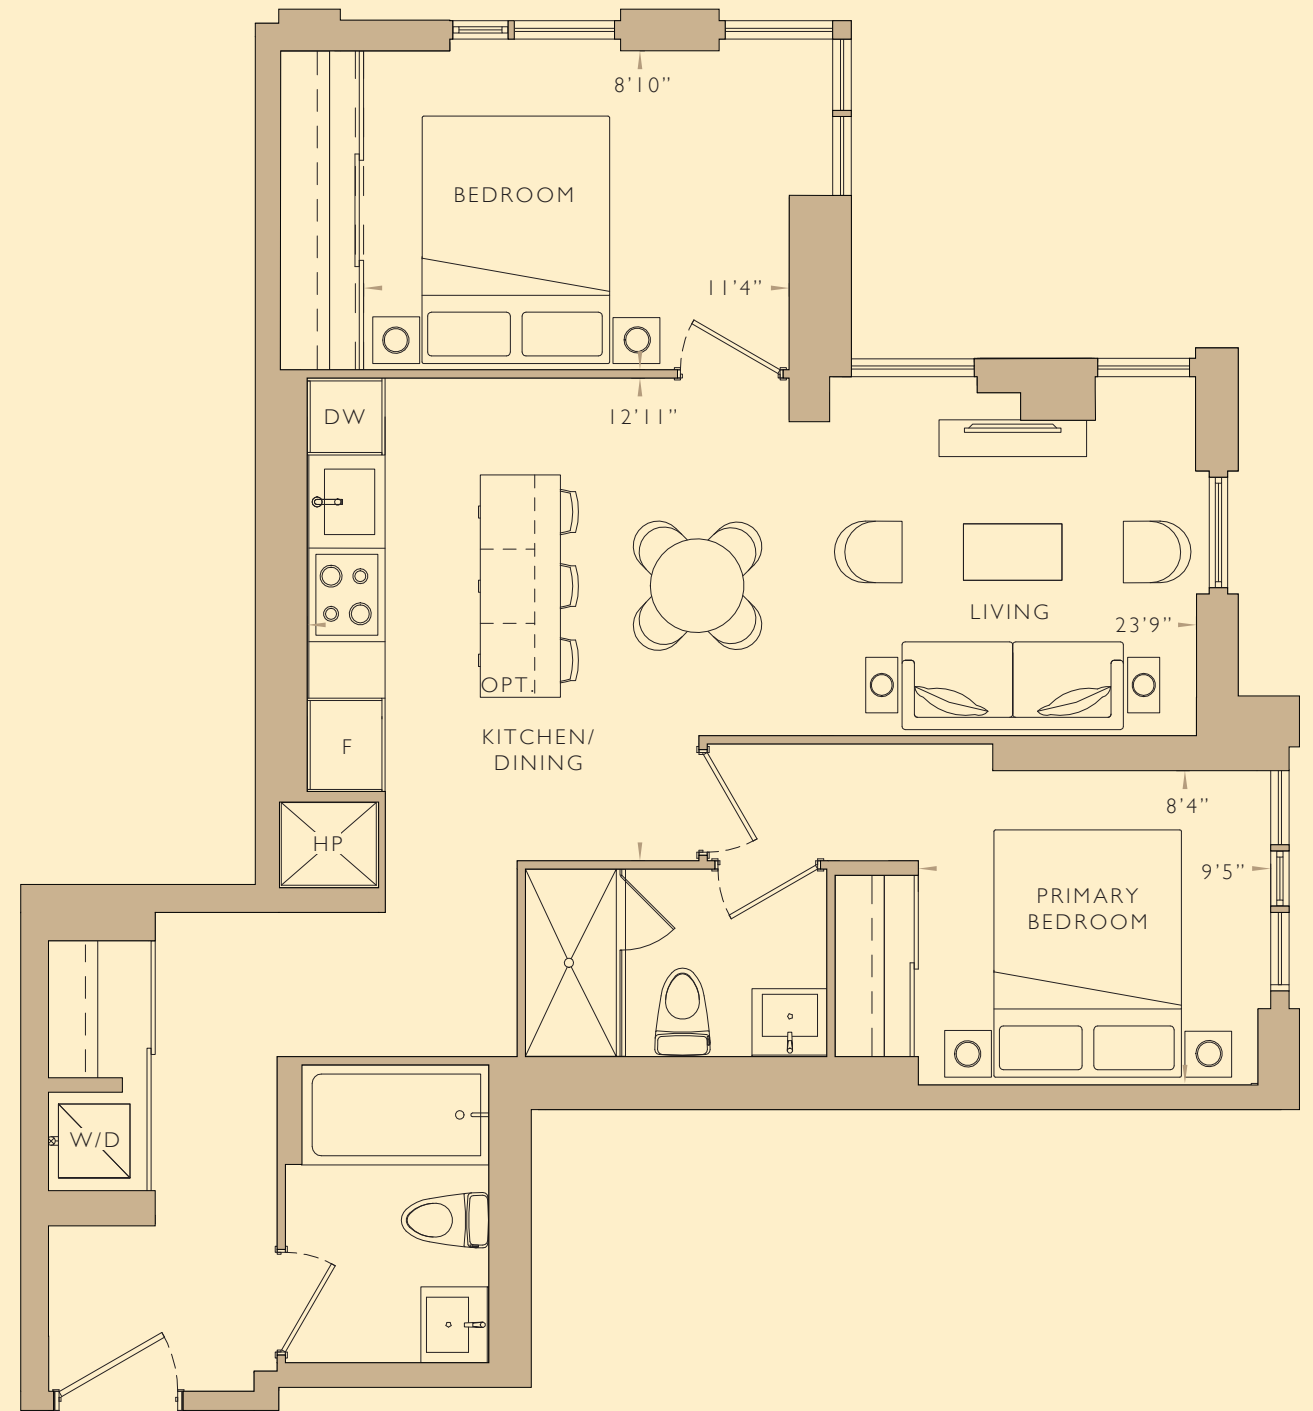 8'10"
BEDROOM
11'4"
DW
12'11"
LIVING
23'9"
OPT.
KITCHEN/
DINING
F
8'4"
HP
9'5"
PRIMARY
BEDROOM
W/D